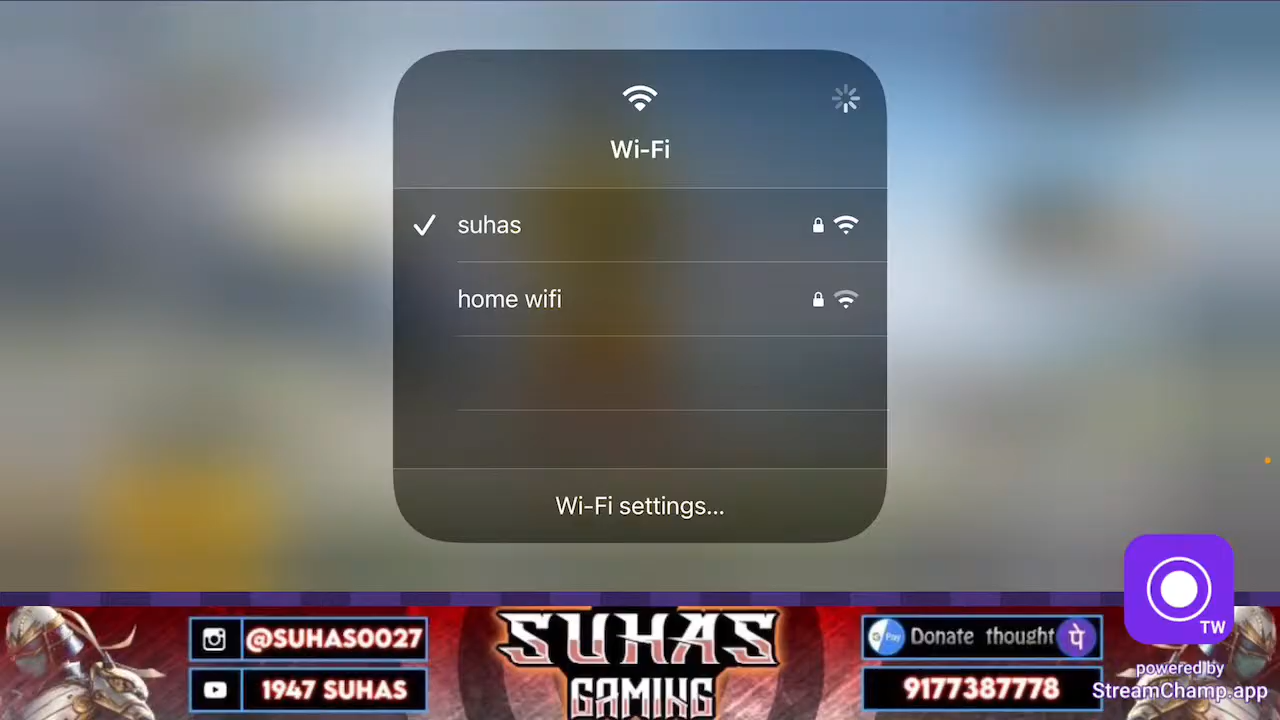 Wi-Fi
suhas
home wifi
Wi-Fi settings...
TW
powered by
StreamChamp.app
@SUHAS0027
1947 SUHAS
SUHAS
GAMING
G Pay Donate thought पे
9177387778